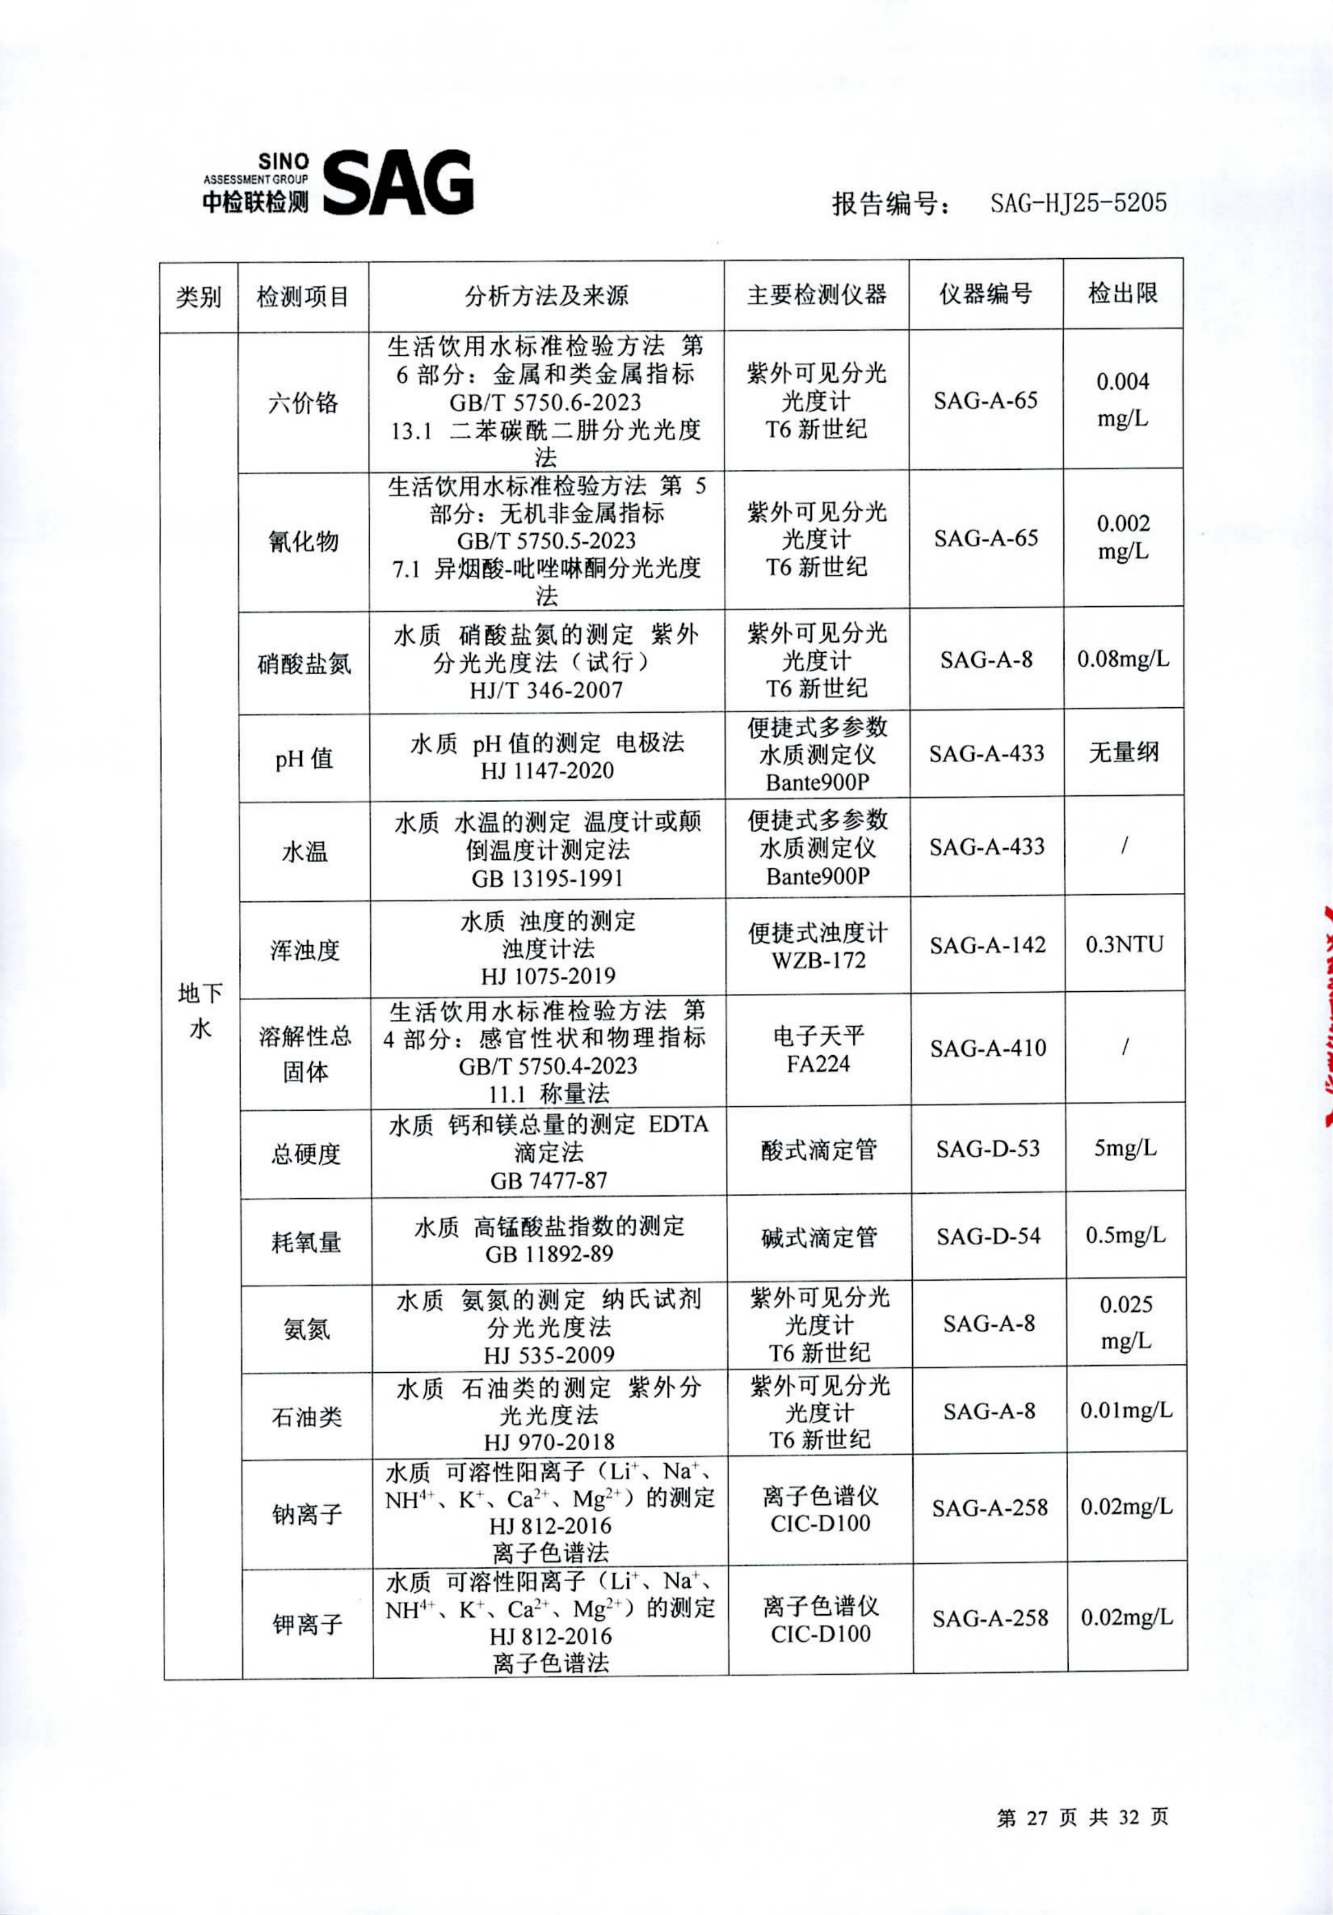 SINO
ASSESSMENT GROUP
中检联检测
SAG
报告编号： SAG-HJ25-5205
类别 检测项目 分析方法及来源 主要检测仪器 仪器编号 检出限
地下
水
六价铬
生活饮用水标准检验方法 第
6 部分：金属和类金属指标
GB/T 5750.6-2023
13.1 二苯碳酰二肼分光光度
法
紫外可见分光
光度计
T6 新世纪
SAG-A-65
0.004
mg/L
氰化物
生活饮用水标准检验方法 第 5
部分：无机非金属指标
GB/T 5750.5-2023
7.1 异烟酸-吡唑啉酮分光光度
法
紫外可见分光
光度计
T6 新世纪
SAG-A-65
0.002
mg/L
硝酸盐氮
水质 硝酸盐氮的测定 紫外
分光光度法（试行）
HJ/T 346-2007
紫外可见分光
光度计
T6 新世纪
SAG-A-8
0.08mg/L
pH 值
水质 pH 值的测定 电极法
HJ 1147-2020
便捷式多参数
水质测定仪
Bante900P
SAG-A-433
无量纲
水温
水质 水温的测定 温度计或颠
倒温度计测定法
GB 13195-1991
便捷式多参数
水质测定仪
Bante900P
SAG-A-433
/
浑浊度
水质 浊度的测定
浊度计法
HJ 1075-2019
便捷式浊度计
WZB-172
SAG-A-142
0.3NTU
溶解性总
固体
生活饮用水标准检验方法 第
4 部分：感官性状和物理指标
GB/T 5750.4-2023
11.1 称量法
电子天平
FA224
SAG-A-410
/
总硬度
水质 钙和镁总量的测定 EDTA
滴定法
GB 7477-87
酸式滴定管
SAG-D-53
5mg/L
耗氧量
水质 高锰酸盐指数的测定
GB 11892-89
碱式滴定管
SAG-D-54
0.5mg/L
氨氮
水质 氨氮的测定 纳氏试剂
分光光度法
HJ 535-2009
紫外可见分光
光度计
T6 新世纪
SAG-A-8
0.025
mg/L
石油类
水质 石油类的测定 紫外分
光光度法
HJ 970-2018
紫外可见分光
光度计
T6 新世纪
SAG-A-8
0.01mg/L
钠离子
水质 可溶性阳离子（Li⁺、Na⁺、
NH⁴⁺、K⁺、Ca²⁺、Mg²⁺）的测定
HJ 812-2016
离子色谱法
离子色谱仪
CIC-D100
SAG-A-258
0.02mg/L
钾离子
水质 可溶性阳离子（Li⁺、Na⁺、
NH⁴⁺、K⁺、Ca²⁺、Mg²⁺）的测定
HJ 812-2016
离子色谱法
离子色谱仪
CIC-D100
SAG-A-258
0.02mg/L
第 27 页 共 32 页